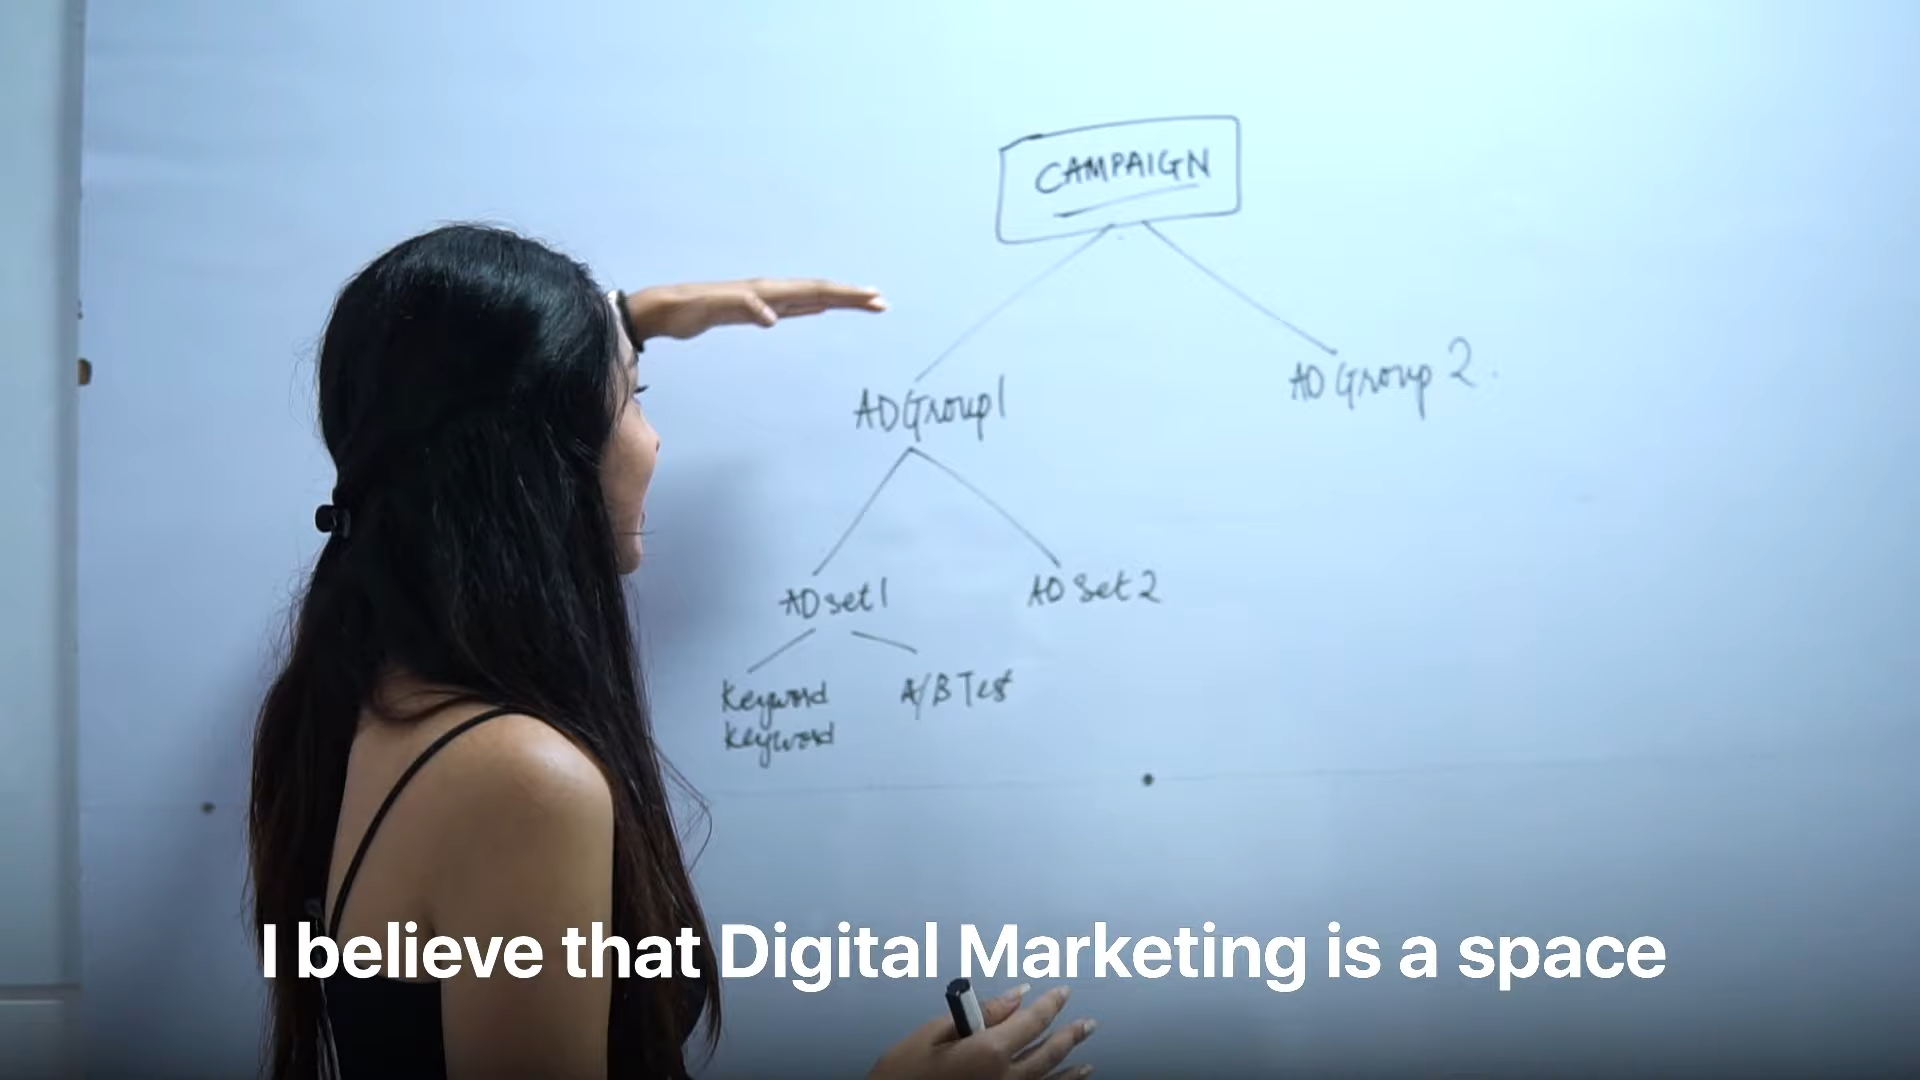 CAMPAIGN
AD Group 1
AD Group 2
AD set 1
AD Set 2
Keyword
Keyword
A/B Test
I believe that Digital Marketing is a space